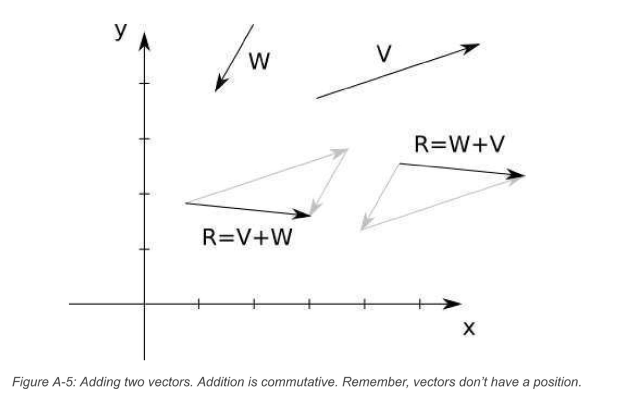 y
W
V
R=W+V
R=V+W
x
Figure A-5: Adding two vectors. Addition is commutative. Remember, vectors don’t have a position.